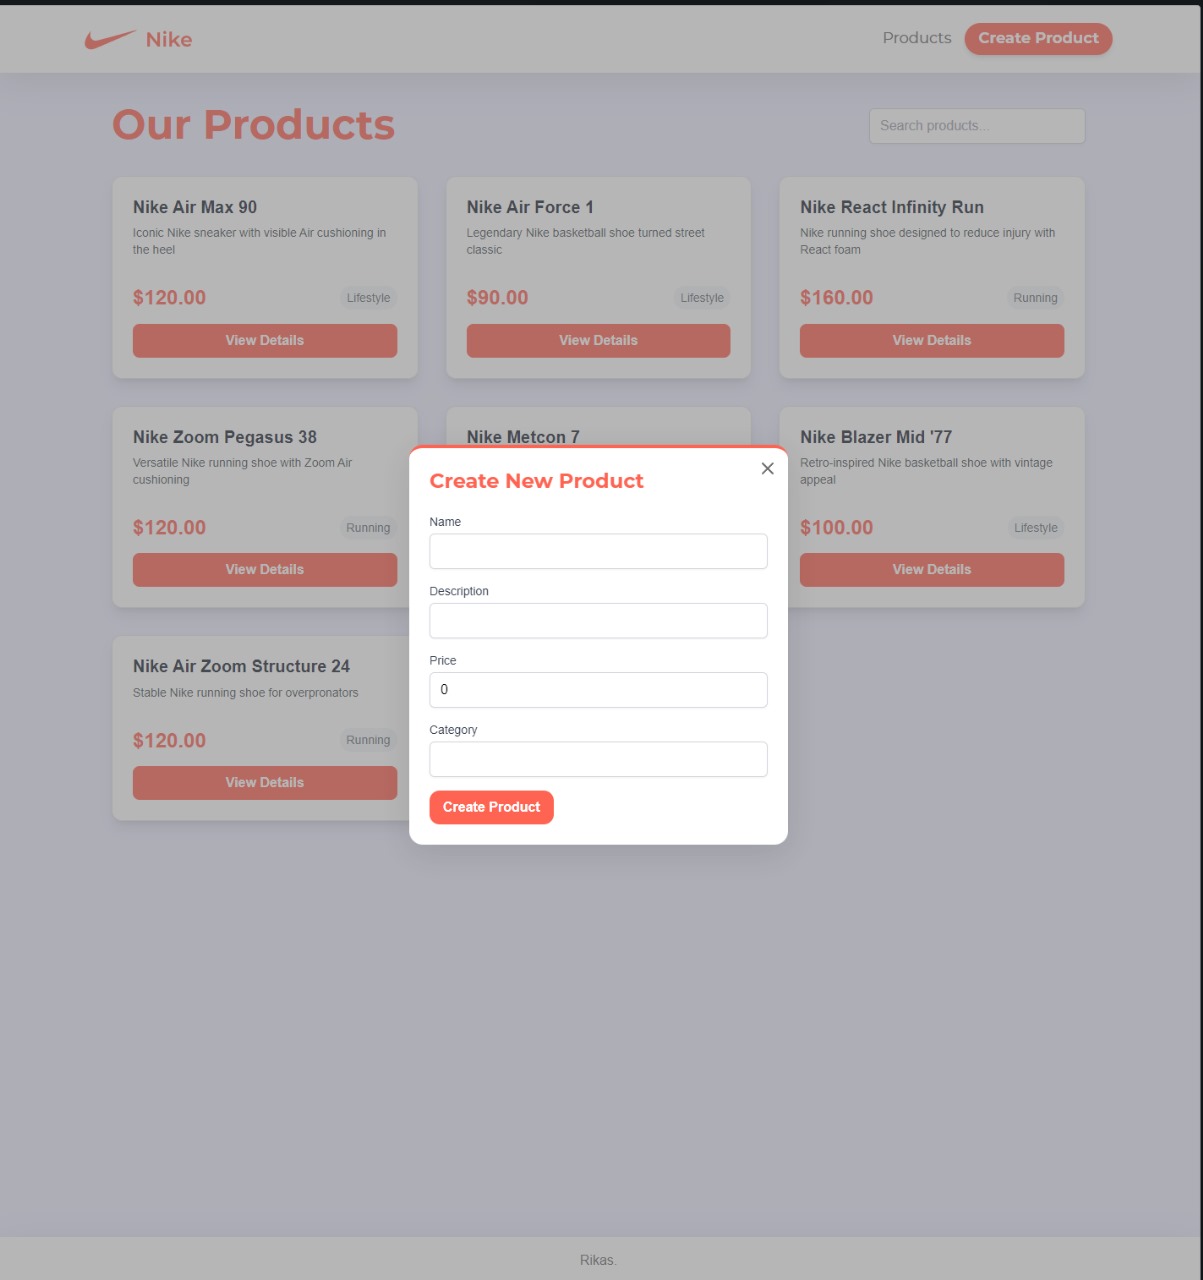 Nike
Products
Create Product
Our Products
Search products...
Nike Air Max 90
Iconic Nike sneaker with visible Air cushioning in
the heel
$120.00
Lifestyle
View Details
Nike Air Force 1
Legendary Nike basketball shoe turned street
classic
$90.00
Lifestyle
View Details
Nike React Infinity Run
Nike running shoe designed to reduce injury with
React foam
$160.00
Running
View Details
Nike Zoom Pegasus 38
Versatile Nike running shoe with Zoom Air
cushioning
$120.00
Running
View Details
Nike Metcon 7
Nike Blazer Mid '77
Retro-inspired Nike basketball shoe with vintage
appeal
$100.00
Lifestyle
View Details
Nike Air Zoom Structure 24
Stable Nike running shoe for overpronators
$120.00
Running
View Details
Create New Product
Name
Description
Price
0
Category
Create Product
Rikas.